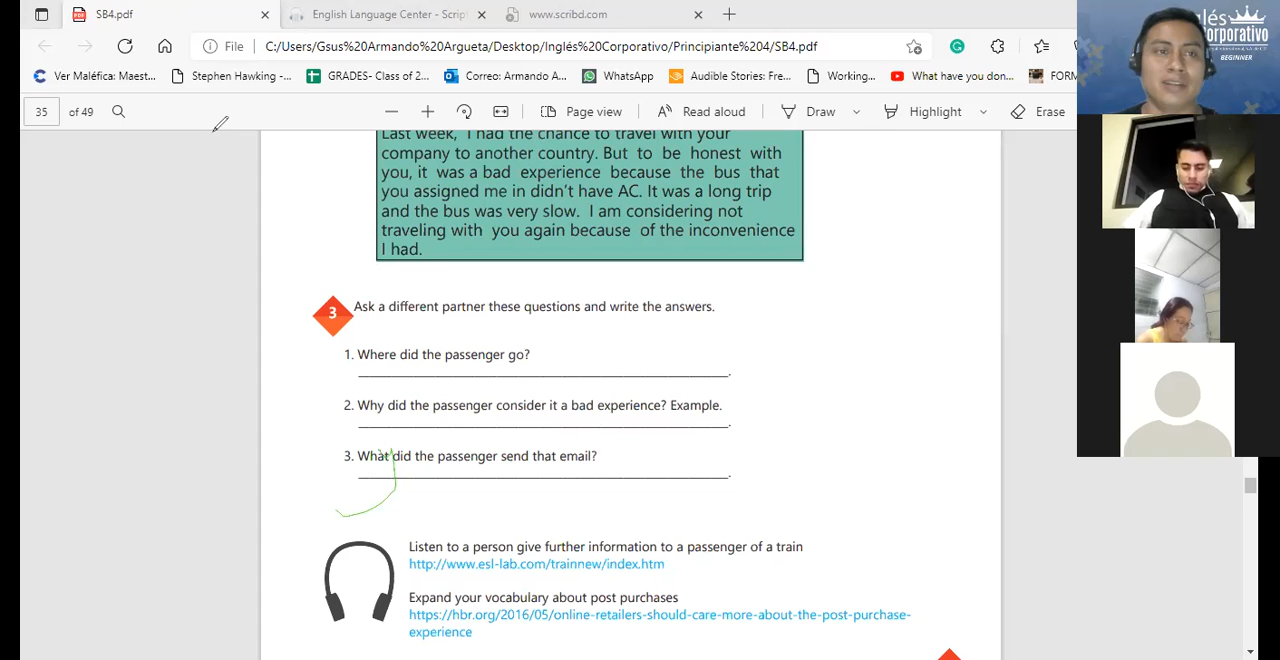 SB4.pdf
English Language Center - Script
www.scribd.com
File
C:/Users/Gsus%20Armando%20Argueta/Desktop/Inglés%20Corporativo/Principiante%204/SB4.pdf
Ver Maléfica: Maest...
Stephen Hawking -...
GRADES- Class of 2...
Correo: Armando A...
WhatsApp
Audible Stories: Fre...
Working...
What have you don...
FORM
35 of 49
Page view
Read aloud
Draw
Highlight
Erase
glés
orporativo
BEGINNER
Last week, I had the chance to travel with your
company to another country. But to be honest with
you, it was a bad experience because the bus that
you assigned me in didn't have AC. It was a long trip
and the bus was very slow. I am considering not
traveling with you again because of the inconvenience
I had.
3 Ask a different partner these questions and write the answers.
1. Where did the passenger go?
2. Why did the passenger consider it a bad experience? Example.
3. What did the passenger send that email?
Listen to a person give further information to a passenger of a train
http://www.esl-lab.com/trainnew/index.htm
Expand your vocabulary about post purchases
https://hbr.org/2016/05/online-retailers-should-care-more-about-the-post-purchase-
experience